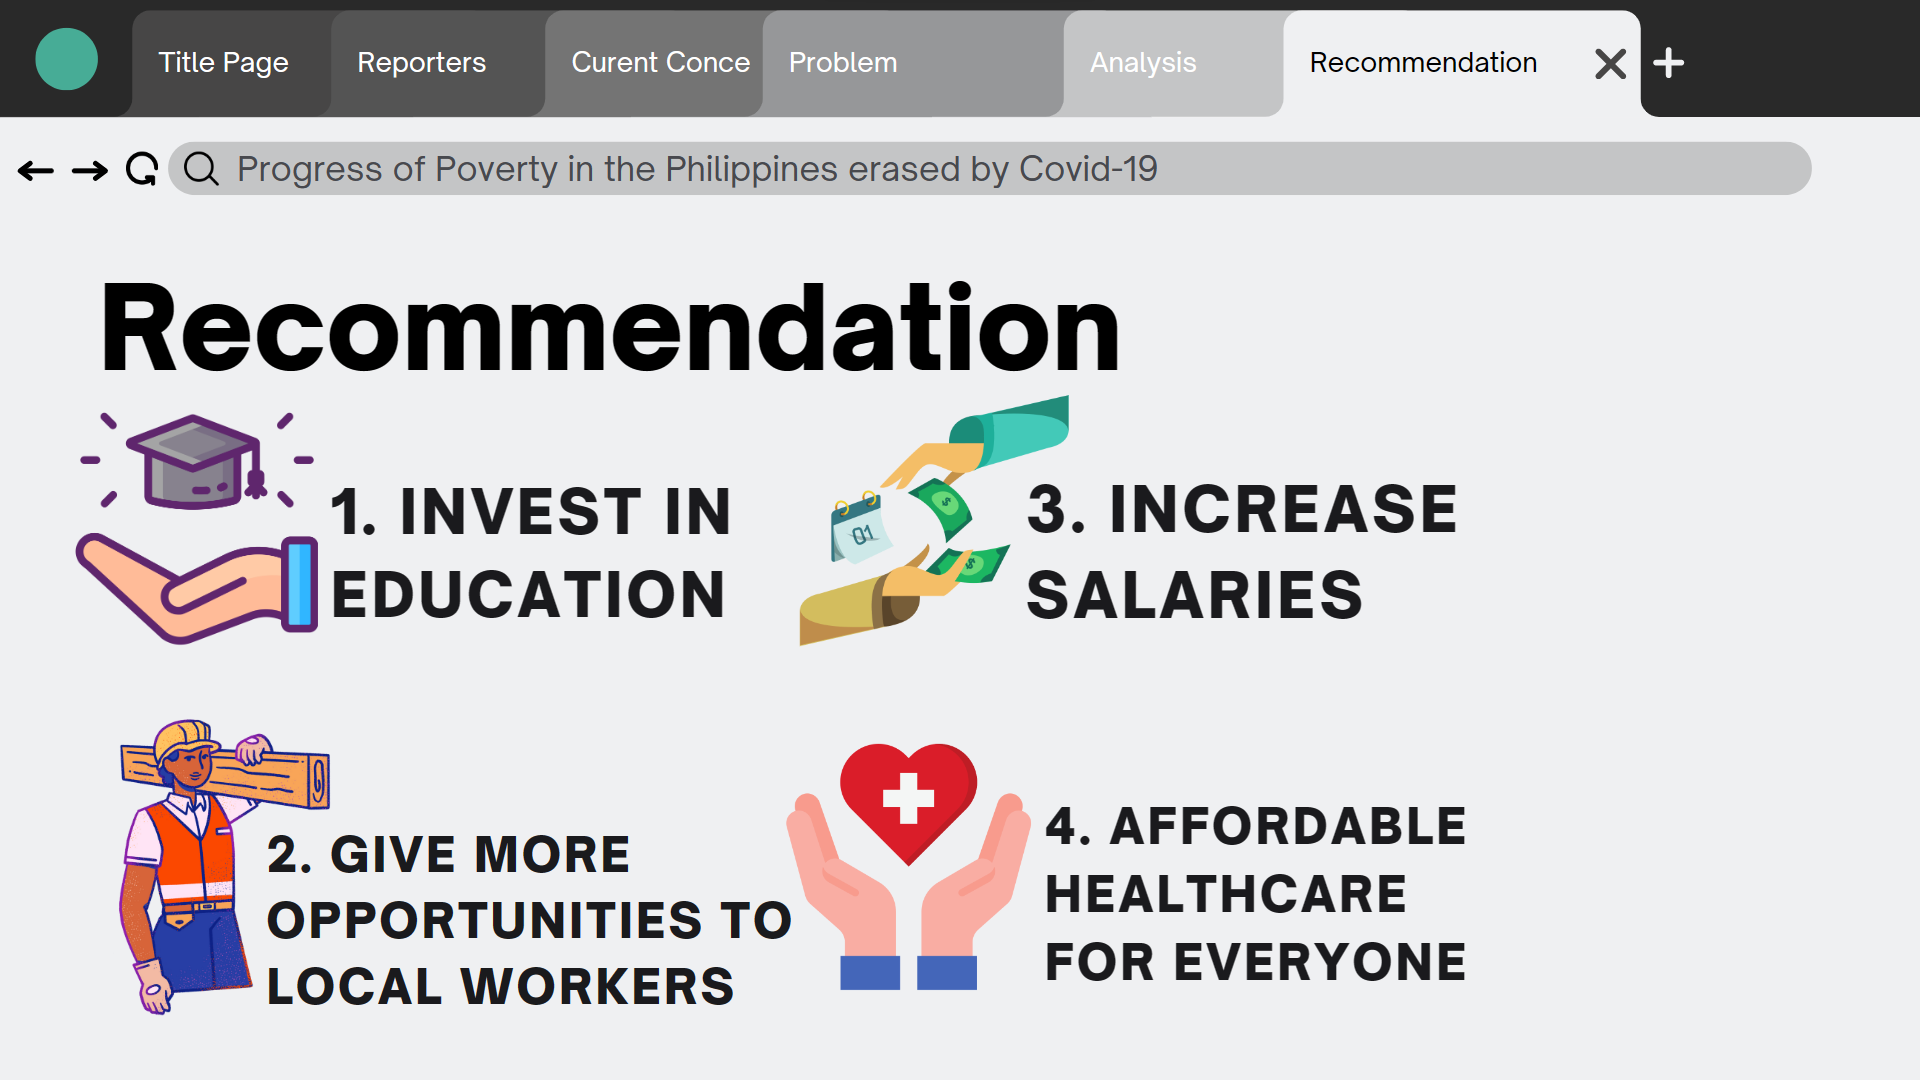 Title Page
Reporters
Curent Conce
Problem
Analysis
Recommendation
Progress of Poverty in the Philippines erased by Covid-19
Recommendation
1. INVEST IN
EDUCATION
2. GIVE MORE
OPPORTUNITIES TO
LOCAL WORKERS
01
$
$
3. INCREASE
SALARIES
4. AFFORDABLE
HEALTHCARE
FOR EVERYONE